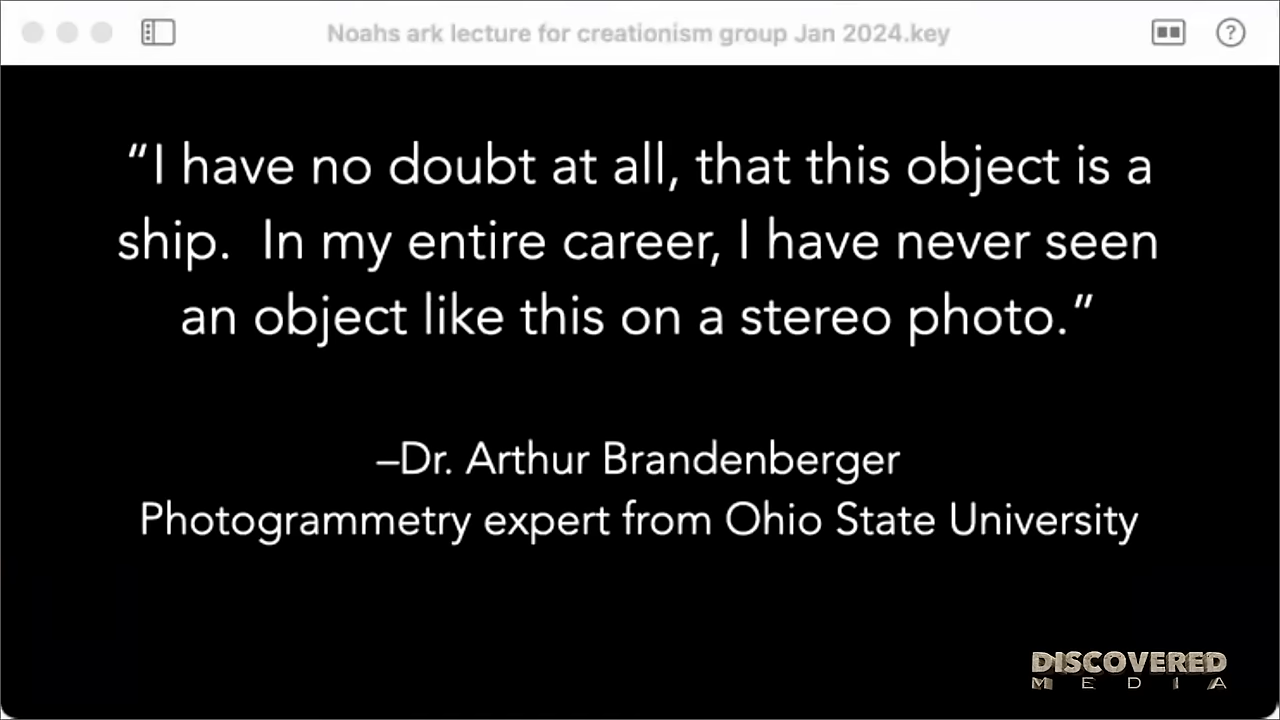 Noahs ark lecture for creationism group Jan 2024.key
?
“I have no doubt at all, that this object is a
ship.  In my entire career, I have never seen
an object like this on a stereo photo.”
–Dr. Arthur Brandenberger
Photogrammetry expert from Ohio State University
DISCOVERED
MEDIA